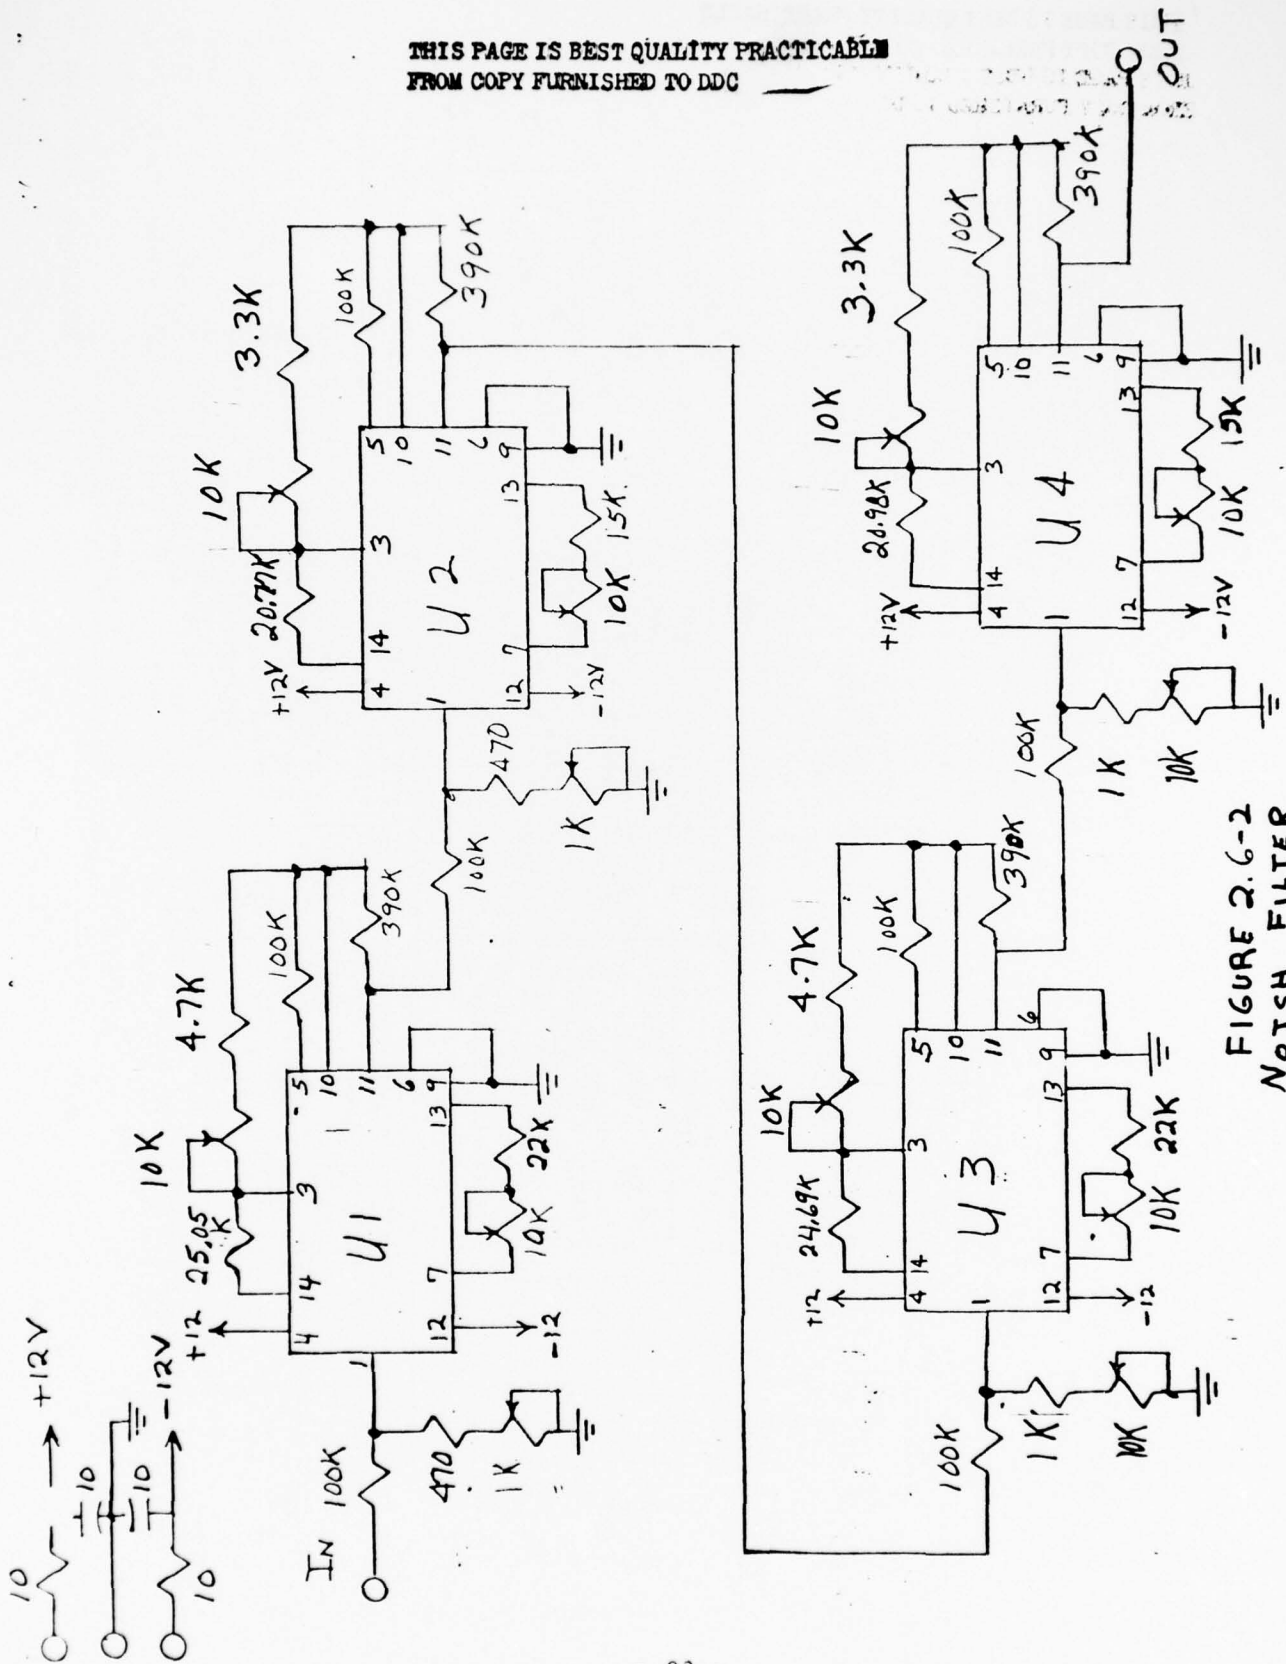 THIS PAGE IS BEST QUALITY PRACTICABLE
FROM COPY FURNISHED TO DDC
10
10
10
10
+12V
-12V
IN
100K
470
1K
+12
25.05
K
10K
4.7K
100K
390K
14
4
3
5
10
11
6
9
13
7
12
1
U1
22K
10K
-12
100K
470
1K
+12V
10K
3.3K
100K
390K
14
4
3
5
10
11
6
9
13
7
12
1
U2
15K
10K
-12V
100K
1K
10K
+12
24.69K
10K
4.7K
100K
390K
14
4
3
5
10
11
6
9
13
7
12
1
U3
22K
10K
-12
100K
1K
10K
+12V
20.98K
10K
3.3K
100K
390K
14
4
3
5
10
11
6
9
13
7
12
1
U4
15K
10K
-12V
OUT
FIGURE 2.6-2
NOTSH FILTER